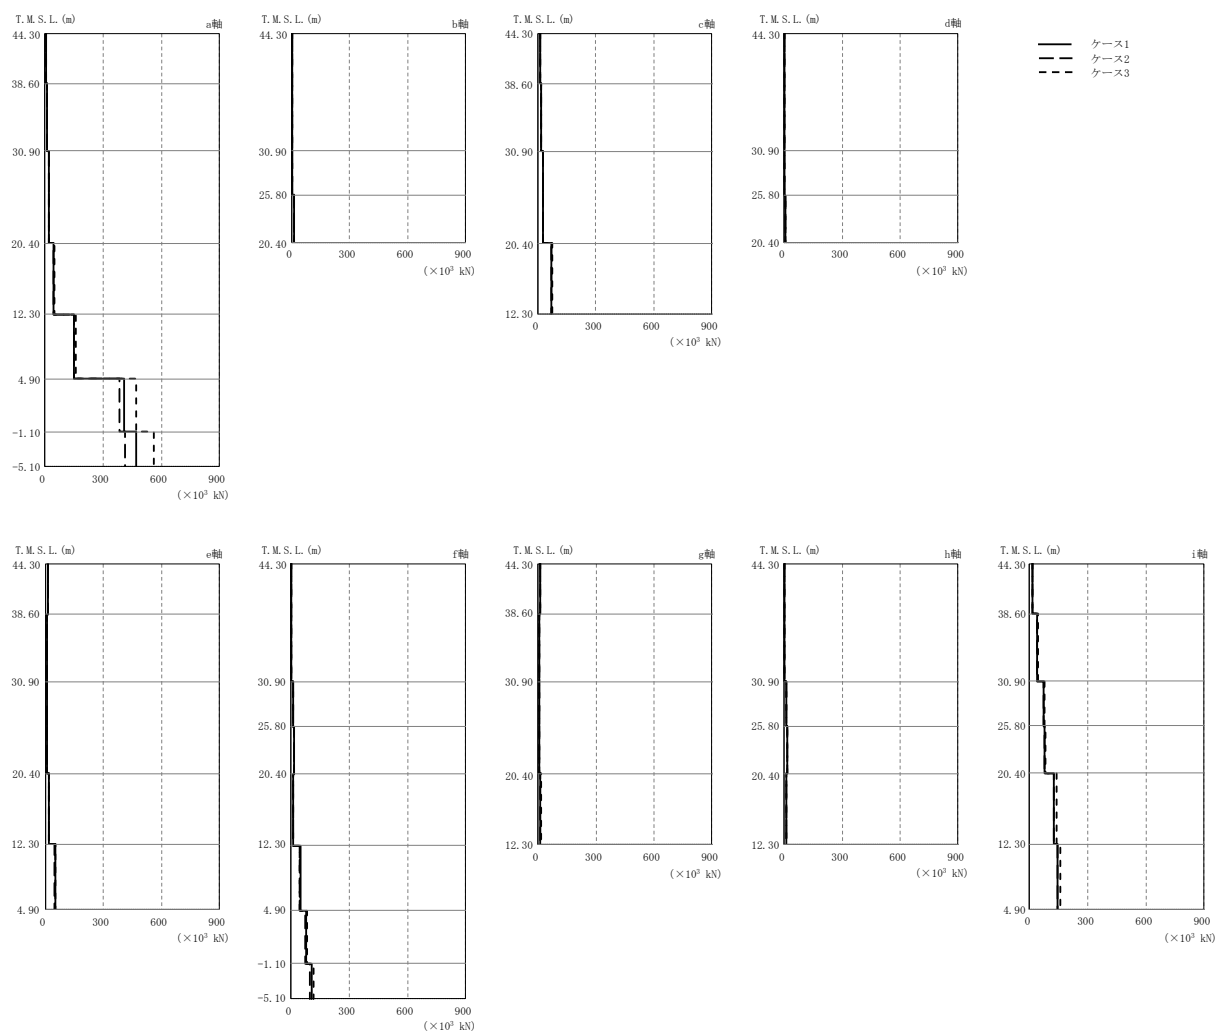 T.M.S.L.(m) a軸
44.30
38.60
30.90
20.40
12.30
4.90
-1.10
-5.10
0 300 600 900
(×10³ kN)
T.M.S.L.(m) b軸
44.30
30.90
25.80
20.40
0 300 600 900
(×10³ kN)
T.M.S.L.(m) c軸
44.30
38.60
30.90
20.40
12.30
0 300 600 900
(×10³ kN)
T.M.S.L.(m) d軸
44.30
30.90
25.80
20.40
0 300 600 900
(×10³ kN)
ケース1
ケース2
ケース3
T.M.S.L.(m) e軸
44.30
38.60
30.90
20.40
12.30
4.90
0 300 600 900
(×10³ kN)
T.M.S.L.(m) f軸
44.30
30.90
25.80
20.40
12.30
4.90
-1.10
-5.10
0 300 600 900
(×10³ kN)
T.M.S.L.(m) g軸
44.30
38.60
30.90
20.40
12.30
0 300 600 900
(×10³ kN)
T.M.S.L.(m) h軸
44.30
30.90
25.80
20.40
12.30
0 300 600 900
(×10³ kN)
T.M.S.L.(m) i軸
44.30
38.60
30.90
25.80
20.40
12.30
4.90
0 300 600 900
(×10³ kN)